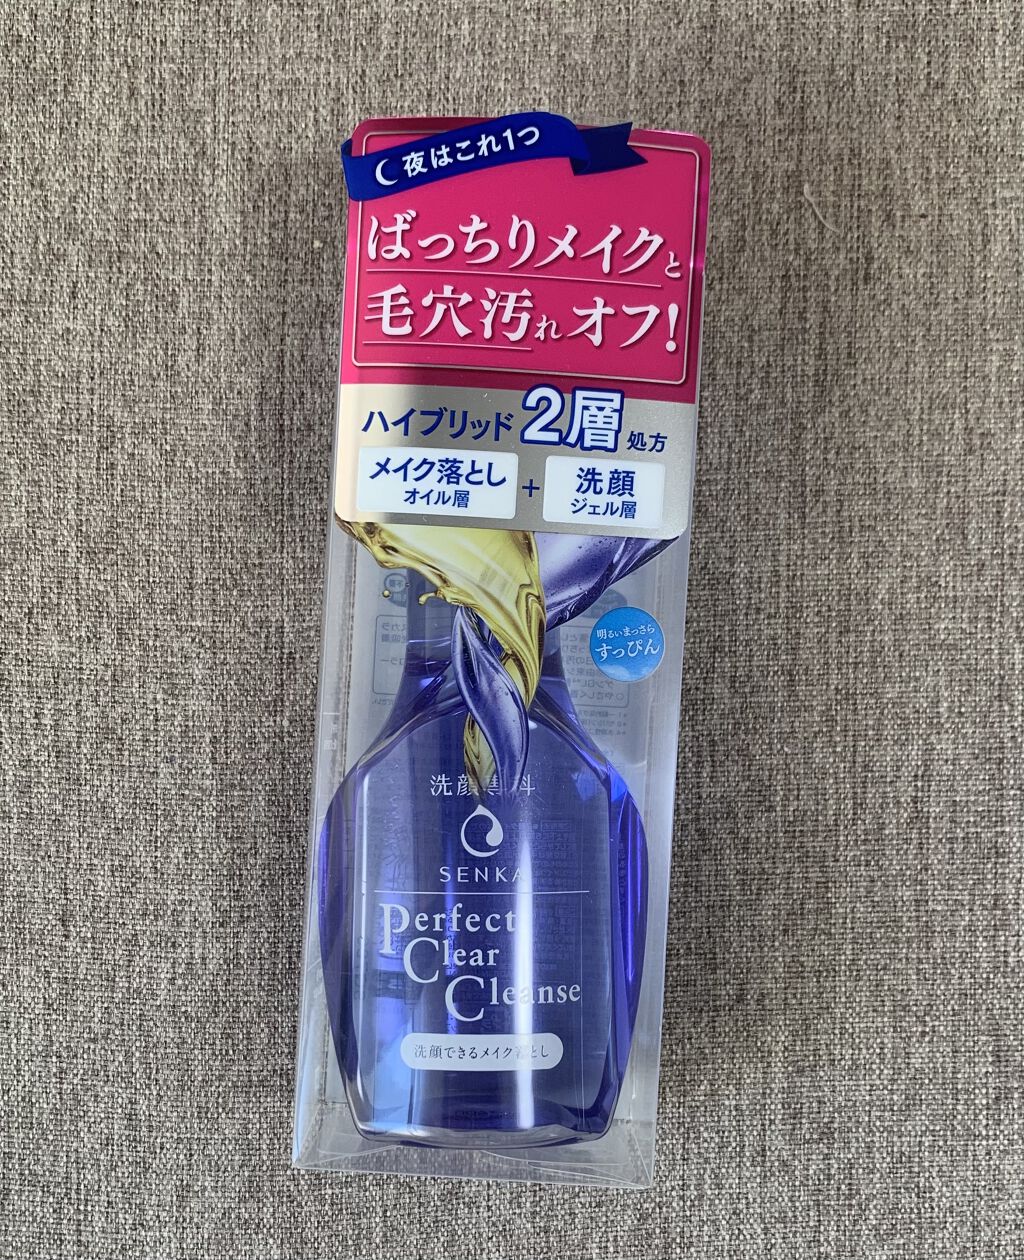 夜はこれ1つ
ばっちりメイクと
毛穴汚れオフ!
ハイブリッド2層処方
メイク落とし
オイル層
+
洗顔
ジェル層
明るいまっさら
すっぴん
洗顔専科
SENKA
Perfect
Clear
Cleanse
洗顔できるメイク落とし